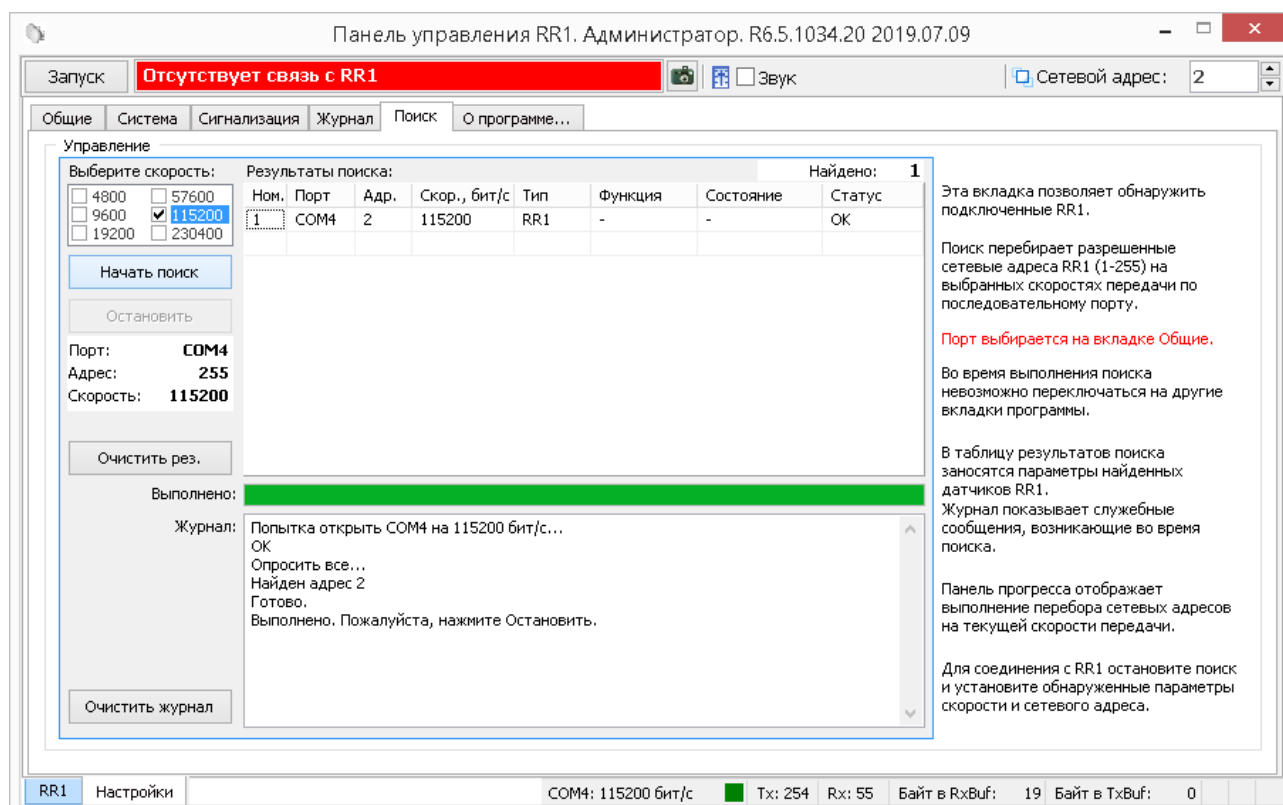 Панель управления RR1. Администратор. R6.5.1034.20 2019.07.09
Запуск Отсутствует связь с RR1 Звук Сетевой адрес: 2
Общие Система Сигнализация Журнал Поиск О программе...
Управление
Выберите скорость: Результаты поиска: Найдено: 1
4800 57600
9600 115200
19200 230400
Ном. Порт Адр. Скор., бит/с Тип Функция Состояние Статус
1 COM4 2 115200 RR1 - - OK
Начать поиск
Остановить
Порт: COM4
Адрес: 255
Скорость: 115200
Очистить рез.
Выполнено:
Журнал:
Попытка открыть COM4 на 115200 бит/с...
OK
Опросить все...
Найден адрес 2
Готово.
Выполнено. Пожалуйста, нажмите Остановить.
Очистить журнал
Эта вкладка позволяет обнаружить
подключенные RR1.
Поиск перебирает разрешенные
сетевые адреса RR1 (1-255) на
выбранных скоростях передачи по
последовательному порту.
Порт выбирается на вкладке Общие.
Во время выполнения поиска
невозможно переключаться на другие
вкладки программы.
В таблицу результатов поиска
заносятся параметры найденных
датчиков RR1.
Журнал показывает служебные
сообщения, возникающие во время
поиска.
Панель прогресса отображает
выполнение перебора сетевых адресов
на текущей скорости передачи.
Для соединения с RR1 остановите поиск
и установите обнаруженные параметры
скорости и сетевого адреса.
RR1 Настройки COM4: 115200 бит/с Tx: 254 Rx: 55 Байт в RxBuf: 19 Байт в TxBuf: 0